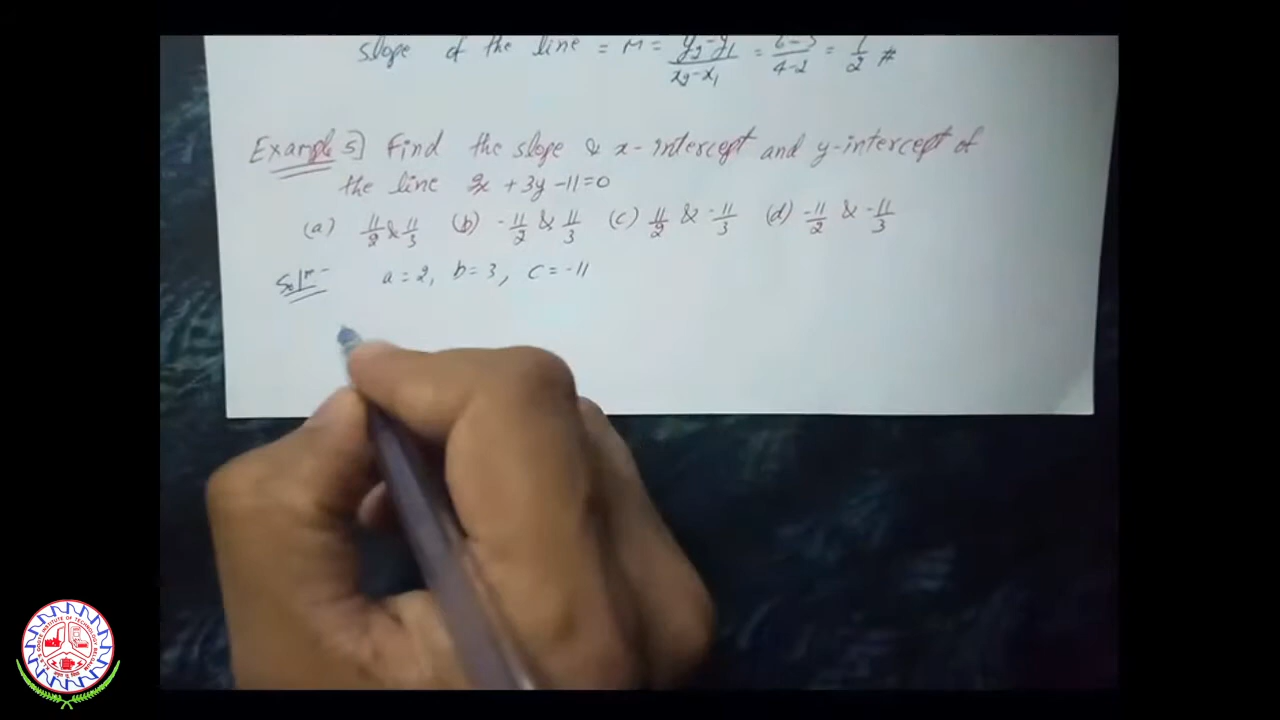 slope of the line = M = y2-y1/x2-x1 = 6-5/4-2 = 1/2 #
Example 5] Find the slope & x-intercept and y-intercept of
the line 2x + 3y -11=0
(a) 11/2 & 11/3 (b) -11/2 & 11/3 (c) 11/2 & -11/3 (d) -11/2 & -11/3
Soln- a = 2, b = 3, c = -11